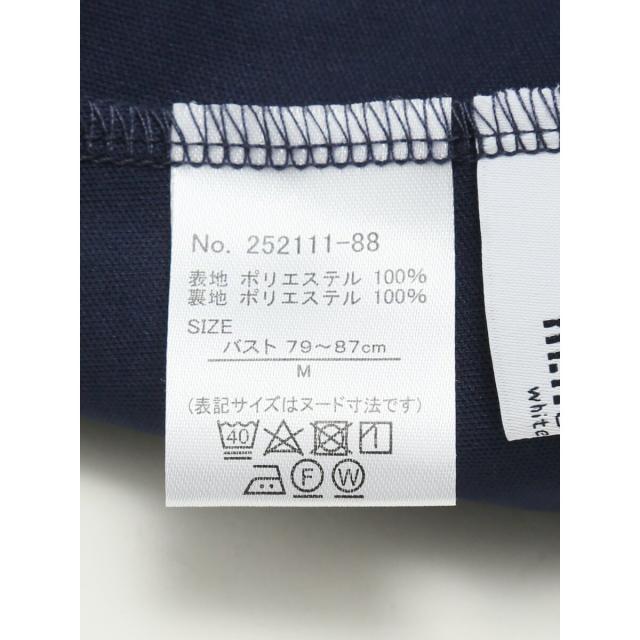 No. 252111-88
表地 ポリエステル 100%
裏地 ポリエステル 100%
SIZE
バスト 79～87cm
M
(表記サイズはヌード寸法です)
40
F W
white